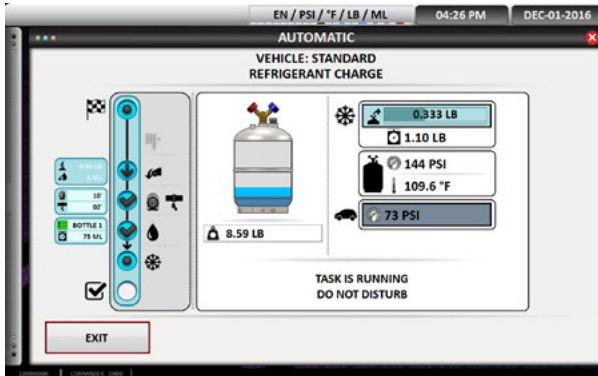 EN / PSI / °F / LB / ML
04:26 PM
DEC-01-2016
AUTOMATIC
VEHICLE: STANDARD
REFRIGERANT CHARGE
0.333 LB
1.10 LB
144 PSI
109.6 °F
73 PSI
10'
02'
BOTTLE 1
75 ML
8.59 LB
TASK IS RUNNING
DO NOT DISTURB
EXIT